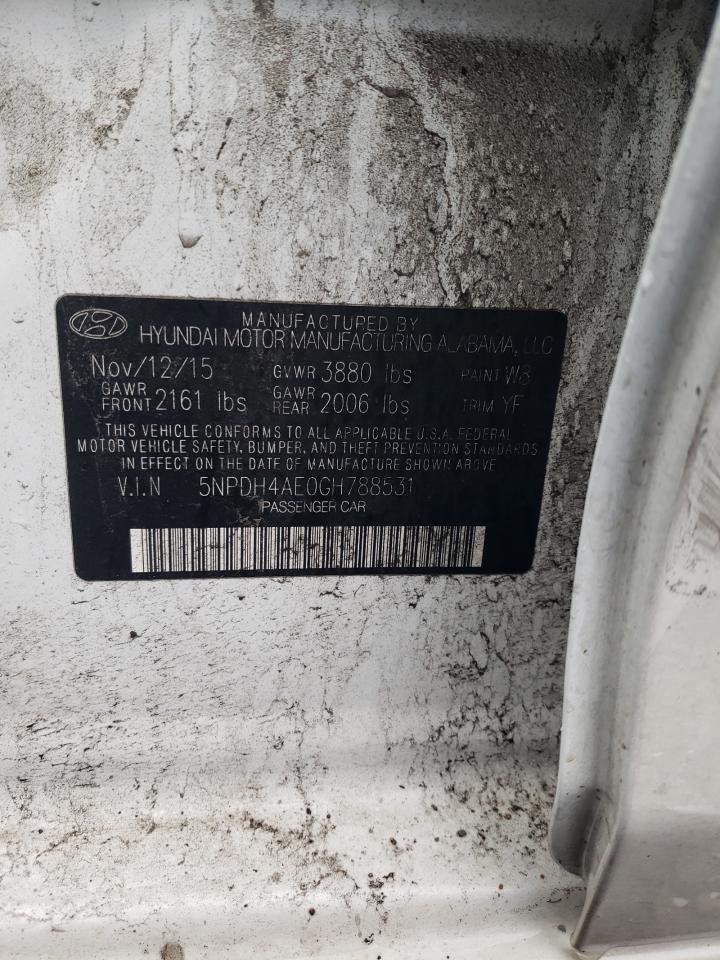 MANUFACTURED BY
HYUNDAI MOTOR MANUFACTURING ALABAMA, LLC
Nov/12/15 GVWR 3880 lbs PAINT W8
GAWR FRONT 2161 lbs GAWR REAR 2006 lbs TRIM YF
THIS VEHICLE CONFORMS TO ALL APPLICABLE U.S.A. FEDERAL
MOTOR VEHICLE SAFETY, BUMPER, AND THEFT PREVENTION STANDARDS
IN EFFECT ON THE DATE OF MANUFACTURE SHOWN ABOVE
V.I.N 5NPDH4AE0GH788531
PASSENGER CAR